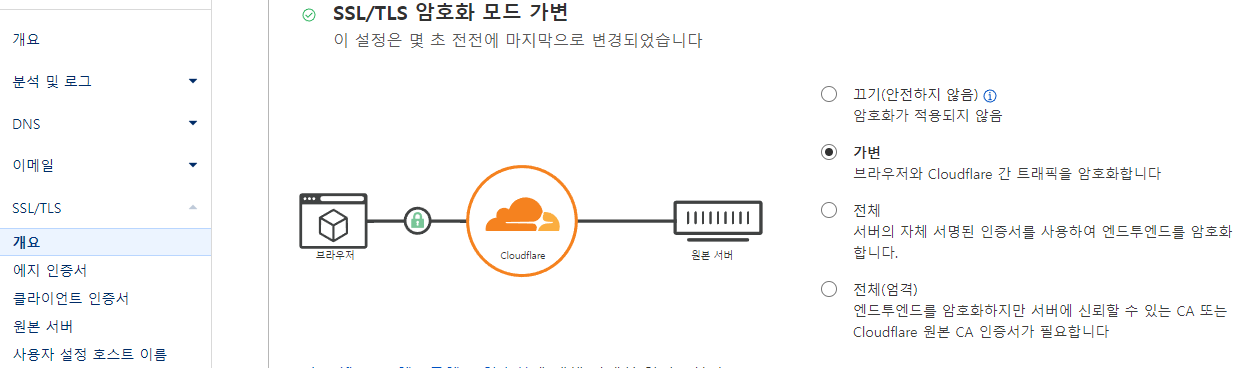 개요
분석 및 로그
DNS
이메일
SSL/TLS
개요
에지 인증서
클라이언트 인증서
원본 서버
사용자 설정 호스트 이름
SSL/TLS 암호화 모드 가변
이 설정은 몇 초 전전에 마지막으로 변경되었습니다
브라우저
Cloudflare
원본 서버
끄기(안전하지 않음)
암호화가 적용되지 않음
가변
브라우저와 Cloudflare 간 트래픽을 암호화합니다
전체
서버의 자체 서명된 인증서를 사용하여 엔드투엔드를 암호화
합니다.
전체(엄격)
엔드투엔드를 암호화하지만 서버에 신뢰할 수 있는 CA 또는
Cloudflare 원본 CA 인증서가 필요합니다